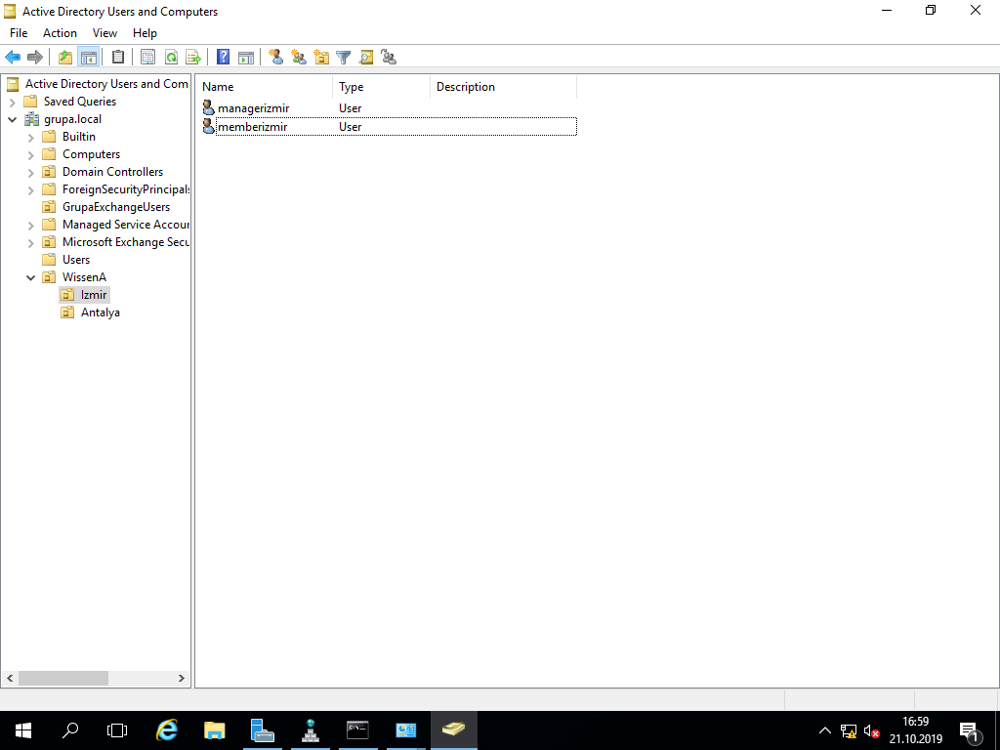 Active Directory Users and Computers
File Action View Help
Active Directory Users and Com
Saved Queries
grupa.local
Builtin
Computers
Domain Controllers
ForeignSecurityPrincipals
GrupaExchangeUsers
Managed Service Accoun
Microsoft Exchange Secu
Users
WissenA
Izmir
Antalya
Name Type Description
managerizmir User
memberizmir User
16:59
21.10.2019
1